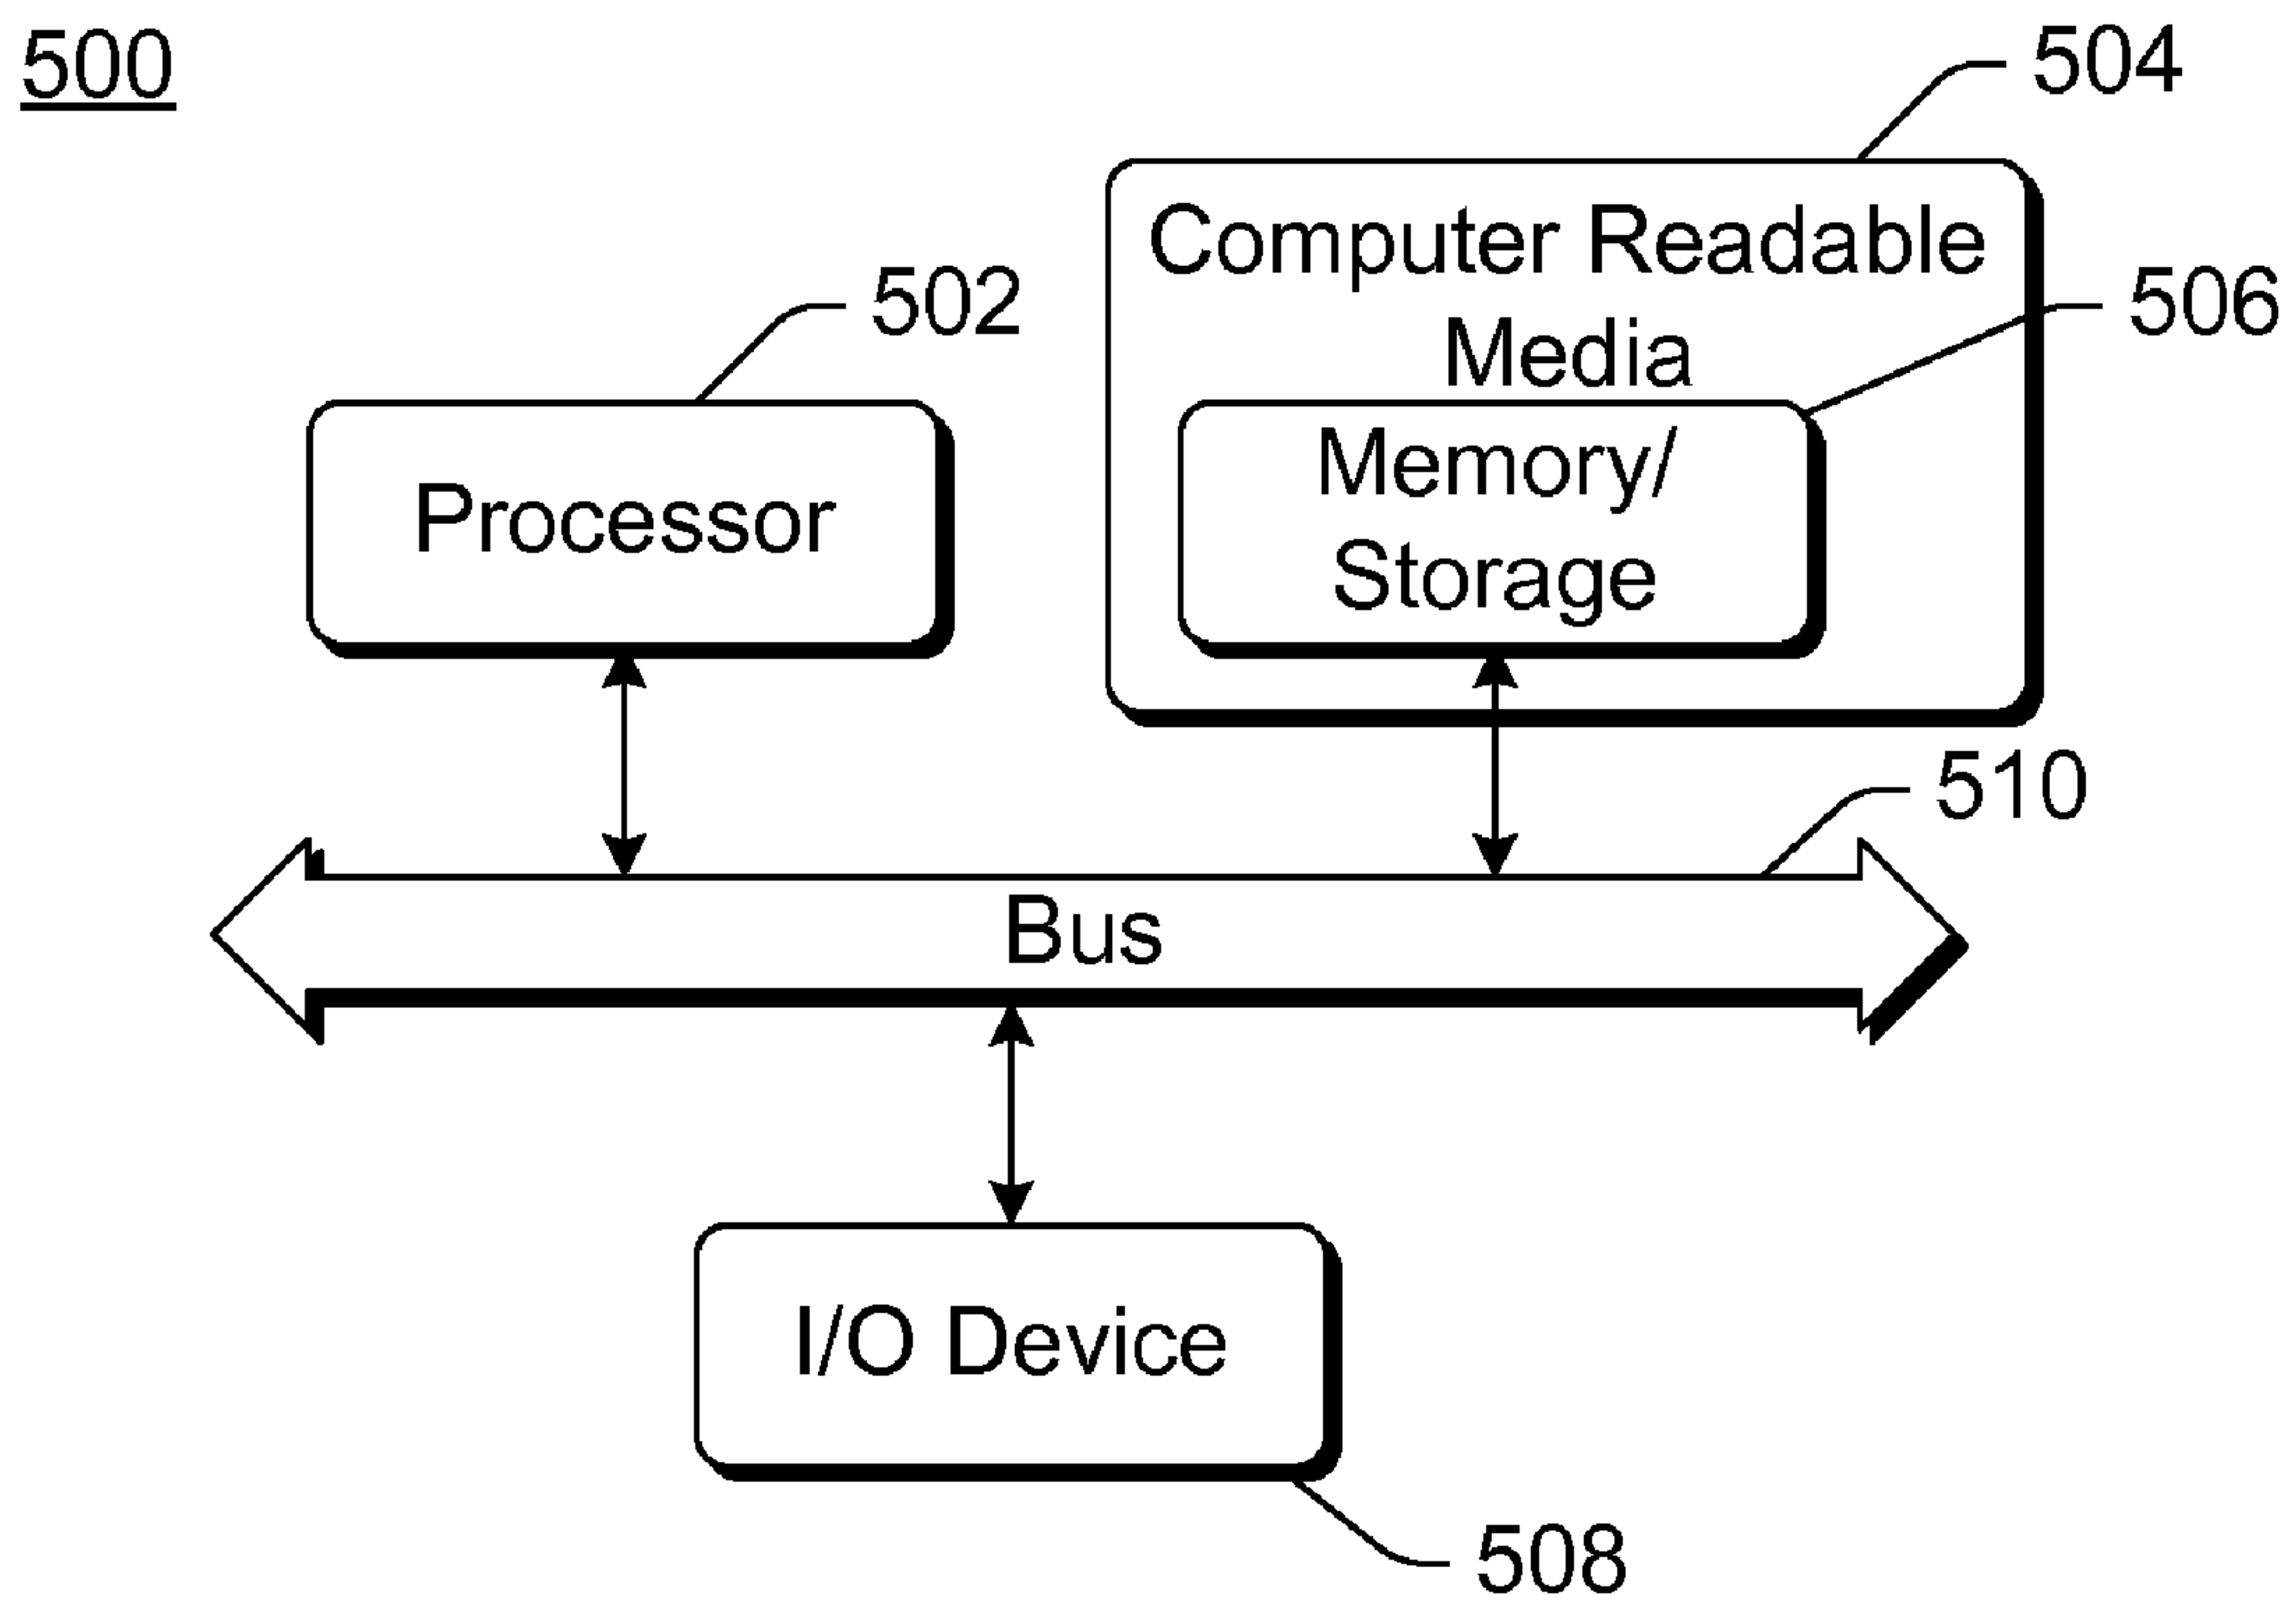 500
504
Computer Readable
Media
506
502
Processor
Memory/
Storage
510
Bus
I/O Device
508